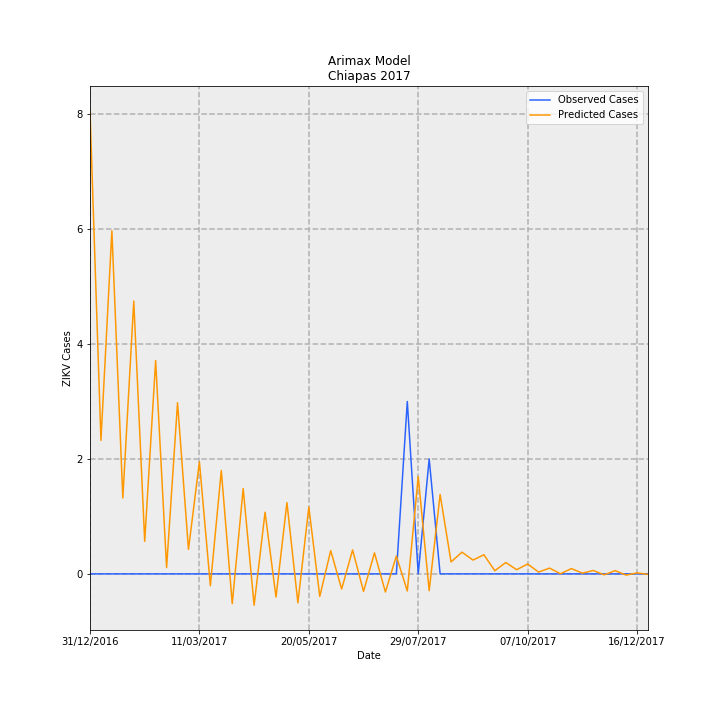 Arimax Model
Chiapas 2017
Observed Cases
Predicted Cases
8
6
4
2
0
ZIKV Cases
31/12/2016 11/03/2017 20/05/2017 29/07/2017 07/10/2017 16/12/2017
Date